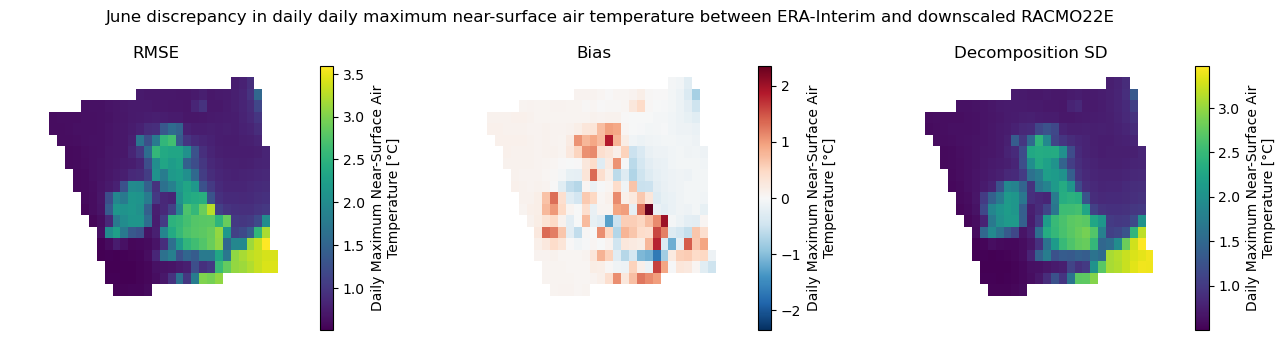 June discrepancy in daily daily maximum near-surface air temperature between ERA-Interim and downscaled RACMO22E
RMSE
3.5
3.0
2.5
2.0
1.5
1.0
Daily Maximum Near-Surface Air
Temperature [°C]
Bias
2
1
0
−1
−2
Daily Maximum Near-Surface Air
Temperature [°C]
Decomposition SD
3.0
2.5
2.0
1.5
1.0
Daily Maximum Near-Surface Air
Temperature [°C]